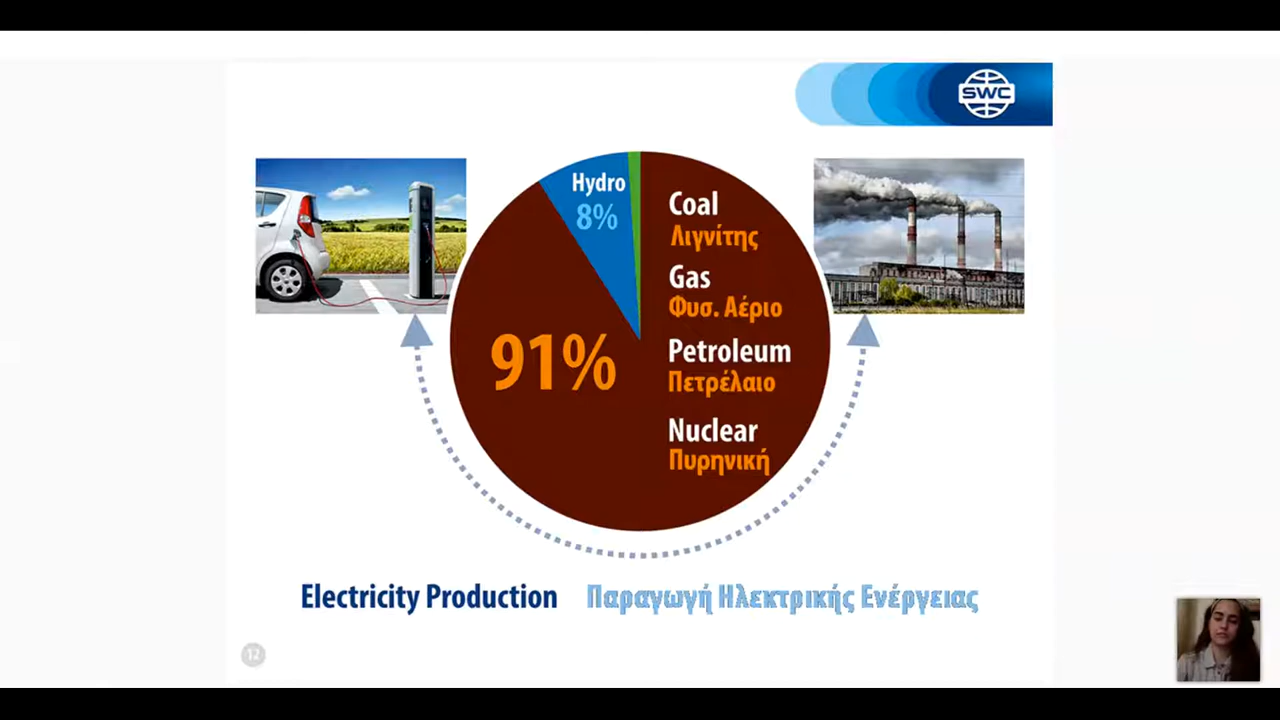 SWC
Hydro
8%
91%
Coal
Λιγνίτης
Gas
Φυσ. Αέριο
Petroleum
Πετρέλαιο
Nuclear
Πυρηνική
Electricity Production Παραγωγή Ηλεκτρικής Ενέργειας
12